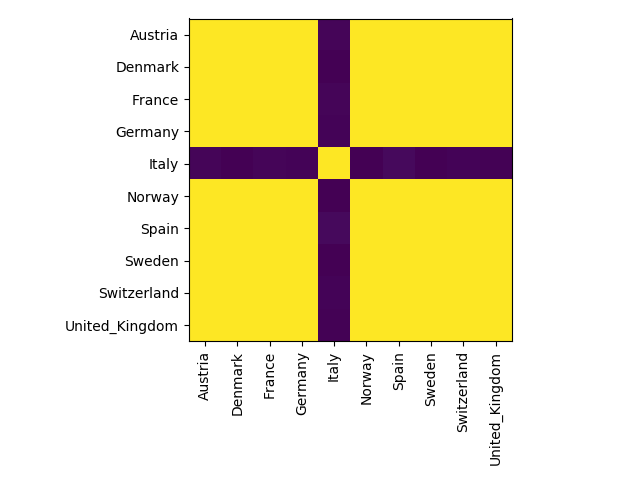 Austria
Denmark
France
Germany
Italy
Norway
Spain
Sweden
Switzerland
United_Kingdom
Austria
Denmark
France
Germany
Italy
Norway
Spain
Sweden
Switzerland
United_Kingdom